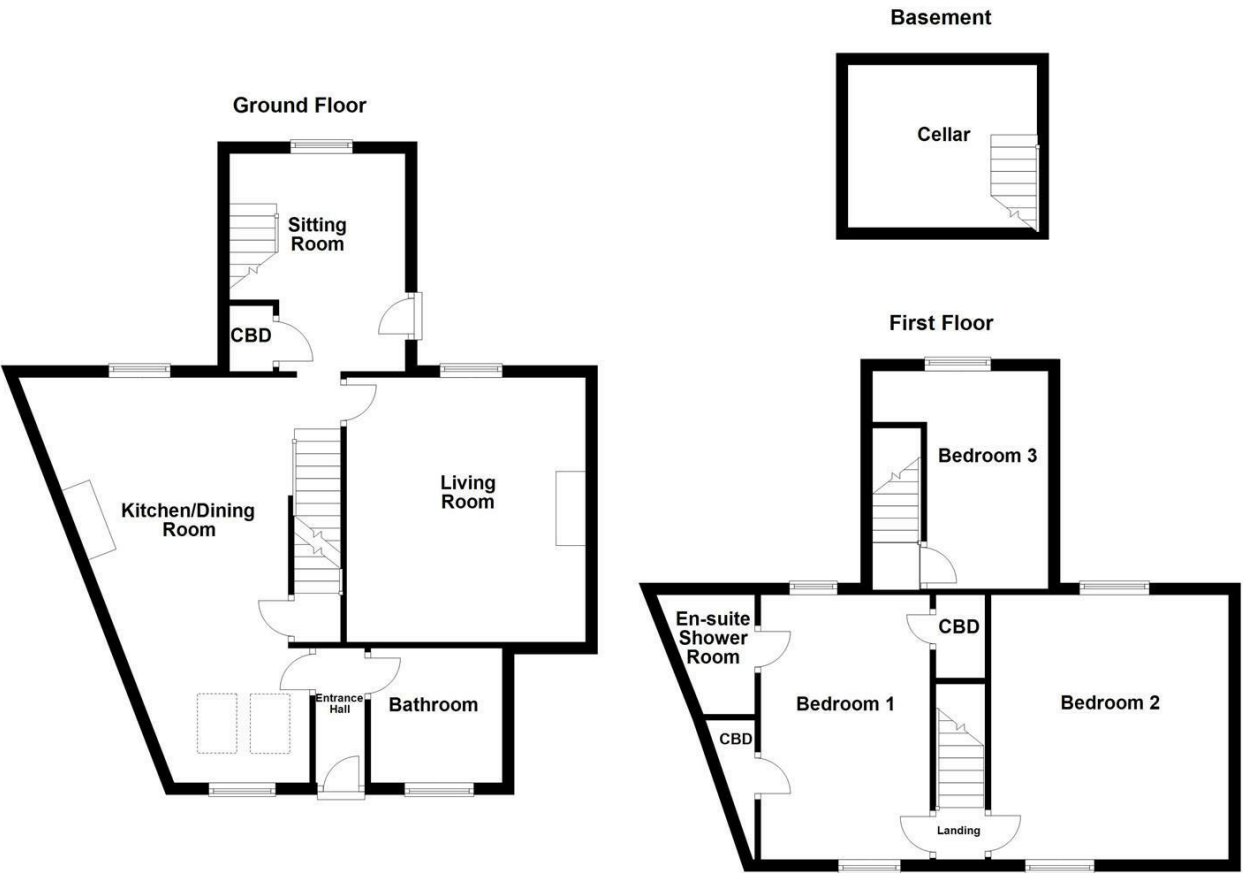 Basement
Cellar
Ground Floor
Sitting
Room
CBD
Kitchen/Dining
Room
Living
Room
Entrance
Hall
Bathroom
First Floor
Bedroom 3
En-suite
Shower
Room
CBD
Bedroom 1
Bedroom 2
CBD
Landing